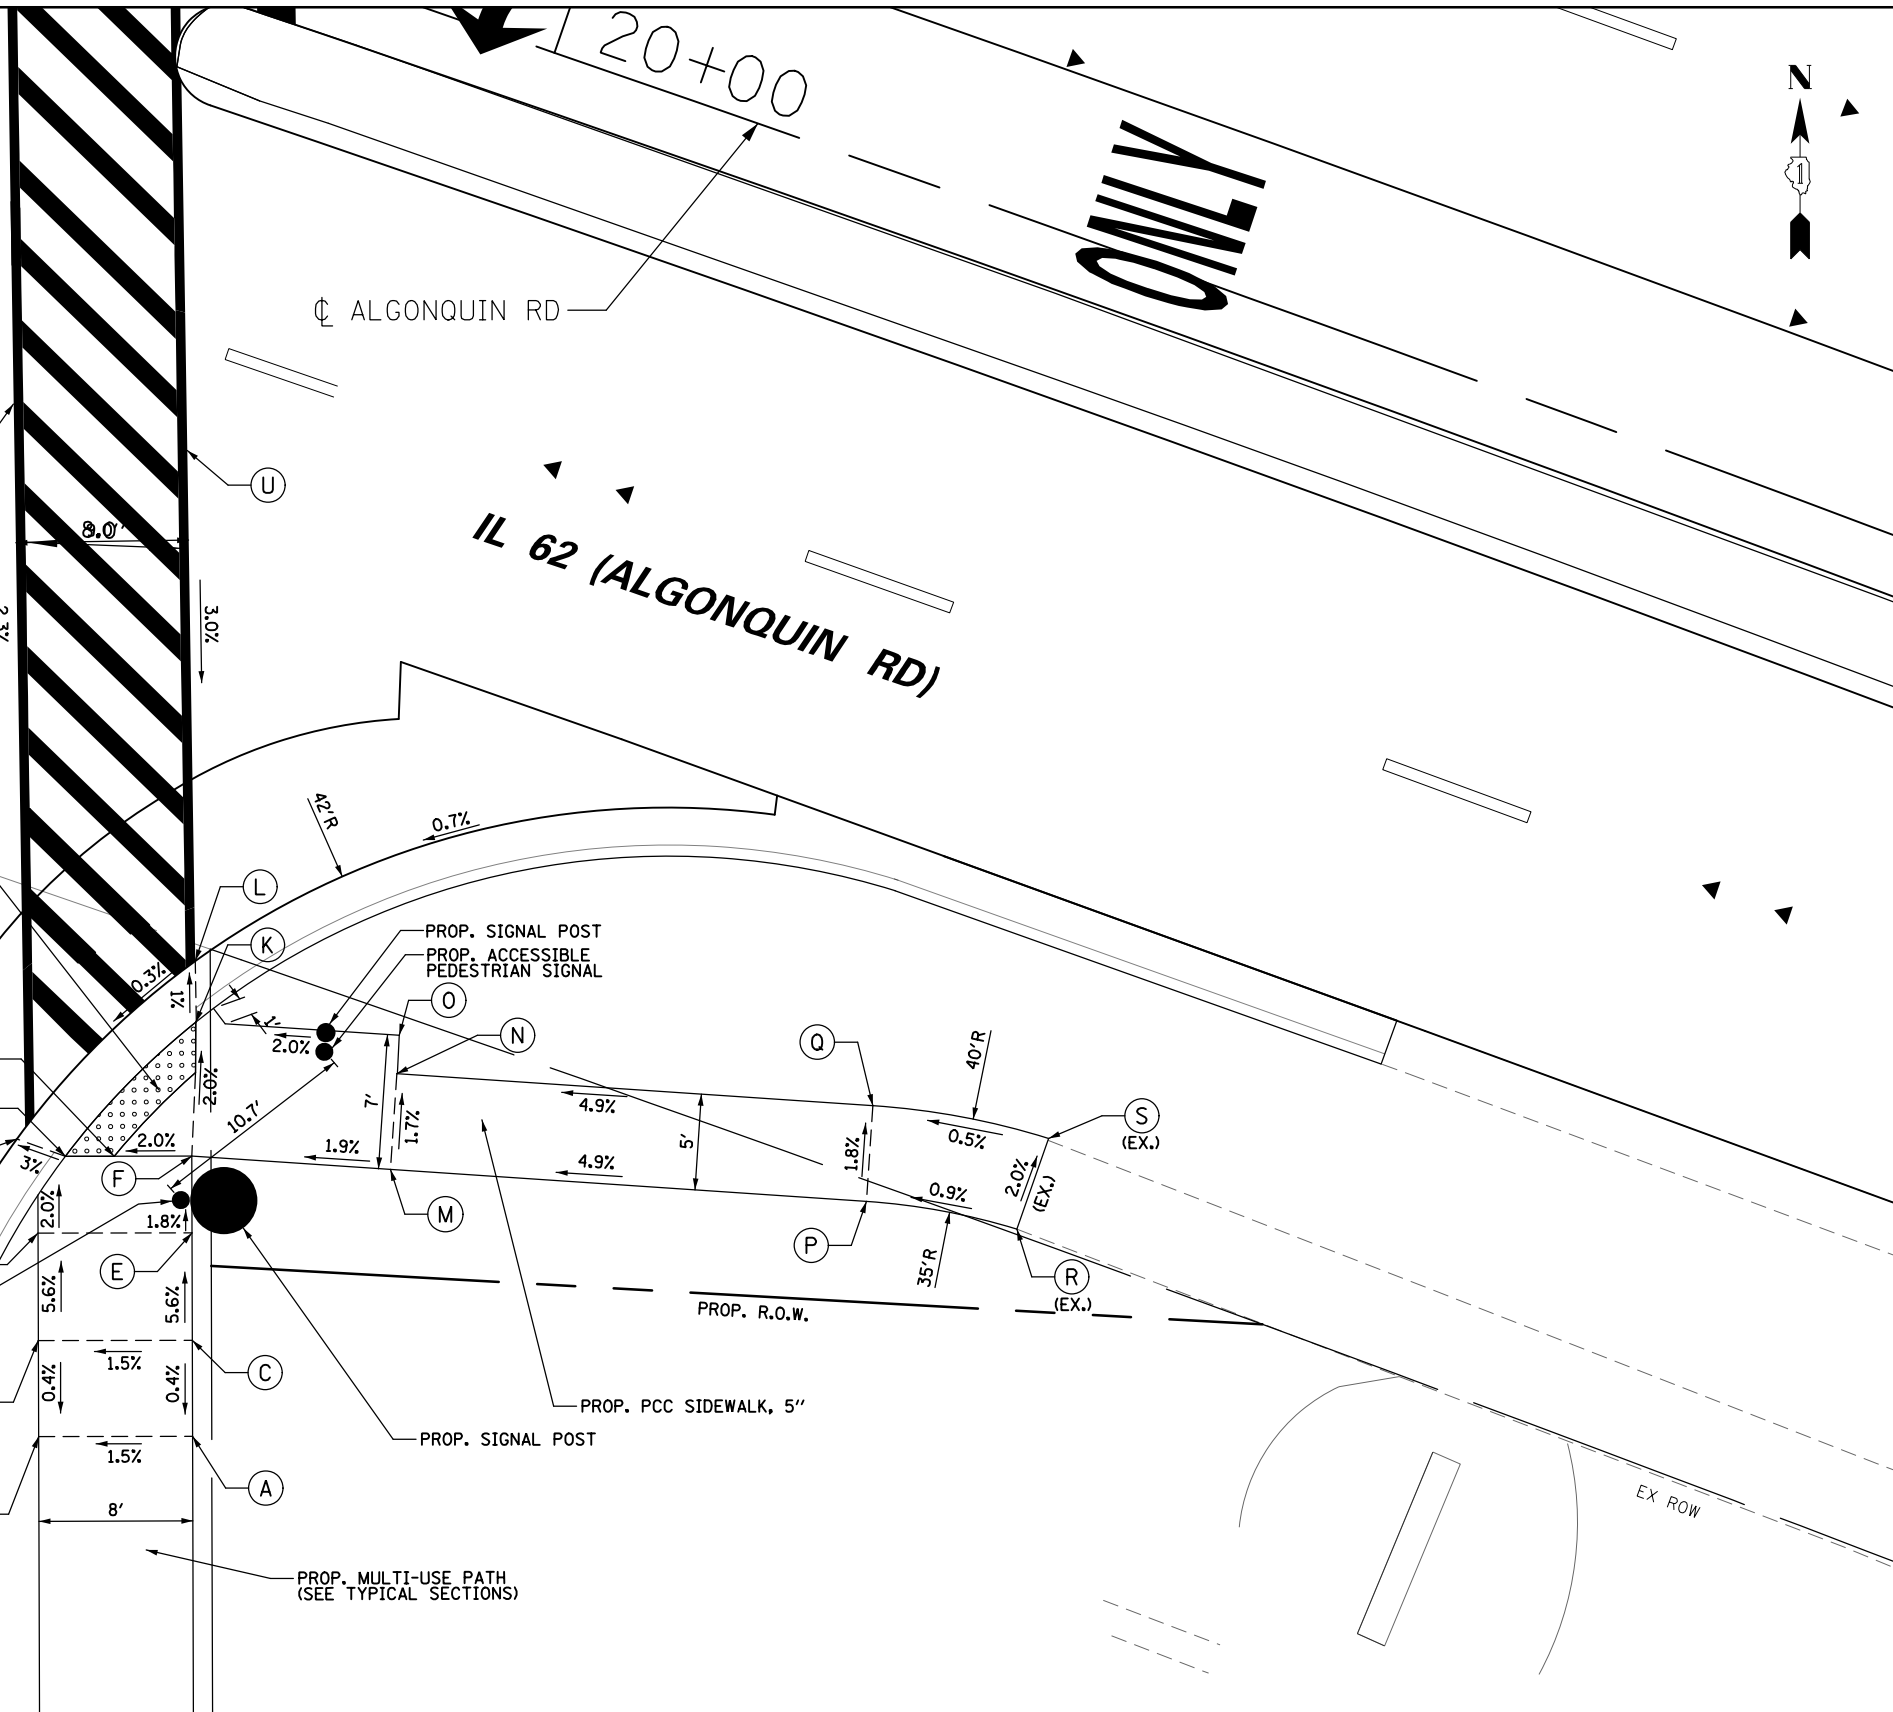 20+00
N
1
ONLY
℄ ALGONQUIN RD
U
IL 62 (ALGONQUIN RD)
3.0%
2.3%
42'R
0.7%
L
K
PROP. SIGNAL POST
PROP. ACCESSIBLE
PEDESTRIAN SIGNAL
0.3%
1%
O
1'
2.0%
N
Q
40'R
2.0%
7'
1.7%
4.9%
10.7'
S
(EX.)
0.5%
5'
2.0%
1.9%
1.8%
3%
4.9%
2.0%
(EX.)
F
0.9%
M
2.0%
1.8%
P
35'R
E
R
(EX.)
5.6%
5.6%
PROP. R.O.W.
1.5%
C
0.4%
0.4%
PROP. PCC SIDEWALK, 5"
PROP. SIGNAL POST
1.5%
A
8'
EX ROW
PROP. MULTI-USE PATH
(SEE TYPICAL SECTIONS)